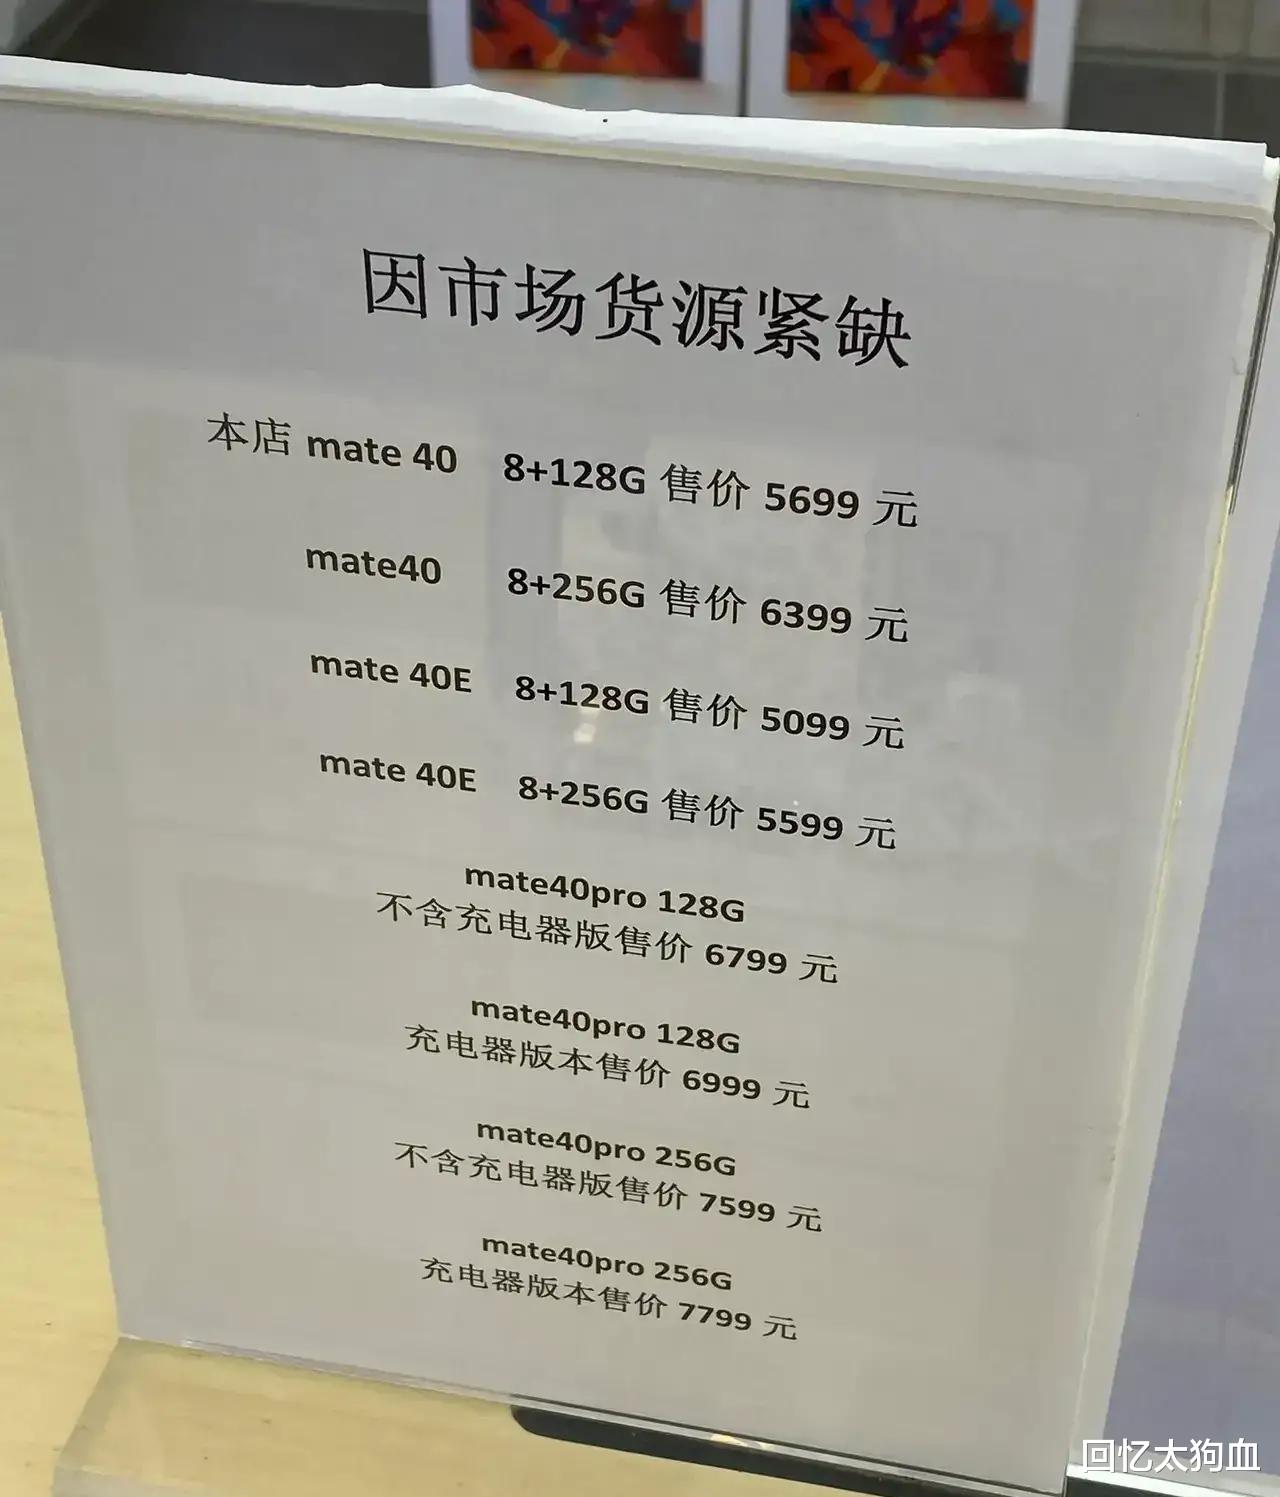 因市场货源紧缺
本店 mate 40 8+128G 售价 5699 元
mate40 8+256G 售价 6399 元
mate 40E 8+128G 售价 5099 元
mate 40E 8+256G 售价 5599 元
mate40pro 128G
不含充电器版售价 6799 元
mate40pro 128G
充电器版本售价 6999 元
mate40pro 256G
不含充电器版售价 7599 元
mate40pro 256G
充电器版本售价 7799 元
回忆太狗血